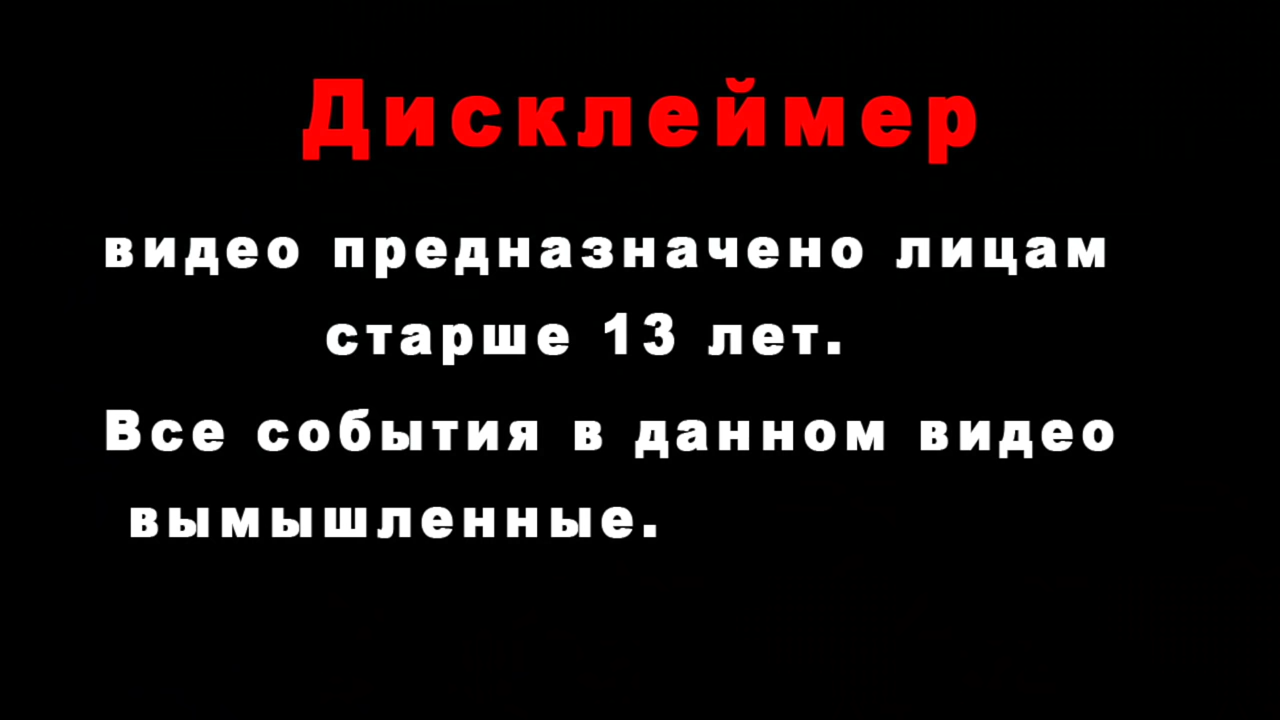 Дисклеймер
видео предназначено лицам
старше 13 лет.
Все события в данном видео
вымышленные.